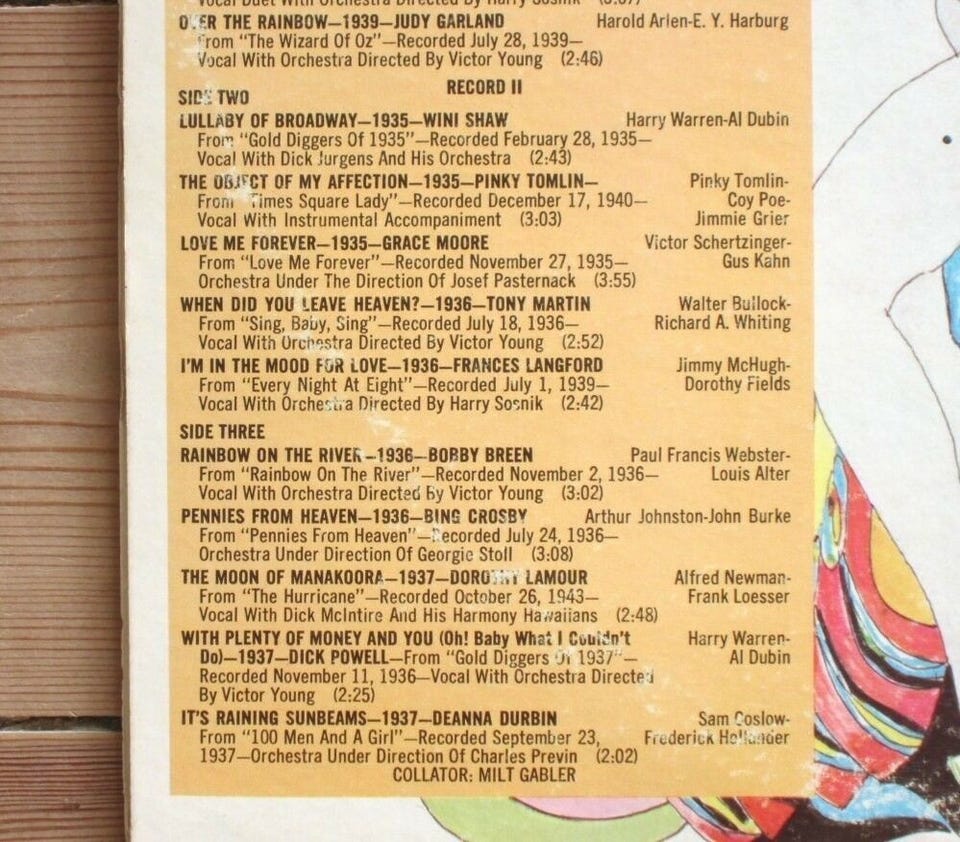 Vocal Duet With Orchestra Directed By Harry Sosnik (3:07)
OVER THE RAINBOW—1939—JUDY GARLAND Harold Arlen-E. Y. Harburg
From "The Wizard Of Oz"—Recorded July 28, 1939—
Vocal With Orchestra Directed By Victor Young (2:46)
RECORD II
SIDE TWO
LULLABY OF BROADWAY—1935—WINI SHAW Harry Warren-Al Dubin
From "Gold Diggers Of 1935"—Recorded February 28, 1935—
Vocal With Dick Jurgens And His Orchestra (2:43)
THE OBJECT OF MY AFFECTION—1935—PINKY TOMLIN— Pinky Tomlin-
From "Times Square Lady"—Recorded December 17, 1940— Coy Poe-
Vocal With Instrumental Accompaniment (3:03) Jimmie Grier
LOVE ME FOREVER—1935—GRACE MOORE Victor Schertzinger-
From "Love Me Forever"—Recorded November 27, 1935— Gus Kahn
Orchestra Under The Direction Of Josef Pasternack (3:55)
WHEN DID YOU LEAVE HEAVEN?—1936—TONY MARTIN Walter Bullock-
From "Sing, Baby, Sing"—Recorded July 18, 1936— Richard A. Whiting
Vocal With Orchestra Directed By Victor Young (2:52)
I'M IN THE MOOD FOR LOVE—1936—FRANCES LANGFORD Jimmy McHugh-
From "Every Night At Eight"—Recorded July 1, 1939— Dorothy Fields
Vocal With Orchestra Directed By Harry Sosnik (2:42)
SIDE THREE
RAINBOW ON THE RIVER—1936—BOBBY BREEN Paul Francis Webster-
From "Rainbow On The River"—Recorded November 2, 1936— Louis Alter
Vocal With Orchestra Directed By Victor Young (3:02)
PENNIES FROM HEAVEN—1936—BING CROSBY Arthur Johnston-John Burke
From "Pennies From Heaven"—Recorded July 24, 1936—
Orchestra Under Direction Of Georgie Stoll (3:08)
THE MOON OF MANAKOORA—1937—DOROTHY LAMOUR Alfred Newman-
From "The Hurricane"—Recorded October 26, 1943— Frank Loesser
Vocal With Dick McIntire And His Harmony Hawaiians (2:48)
WITH PLENTY OF MONEY AND YOU (Oh! Baby What I Couldn't Harry Warren-
Do)—1937—DICK POWELL—From "Gold Diggers Of 1937"— Al Dubin
Recorded November 11, 1936—Vocal With Orchestra Directed
By Victor Young (2:25)
IT'S RAINING SUNBEAMS—1937—DEANNA DURBIN Sam Coslow-
From "100 Men And A Girl"—Recorded September 23, Frederick Hollander
1937—Orchestra Under Direction Of Charles Previn (2:02)
COLLATOR: MILT GABLER